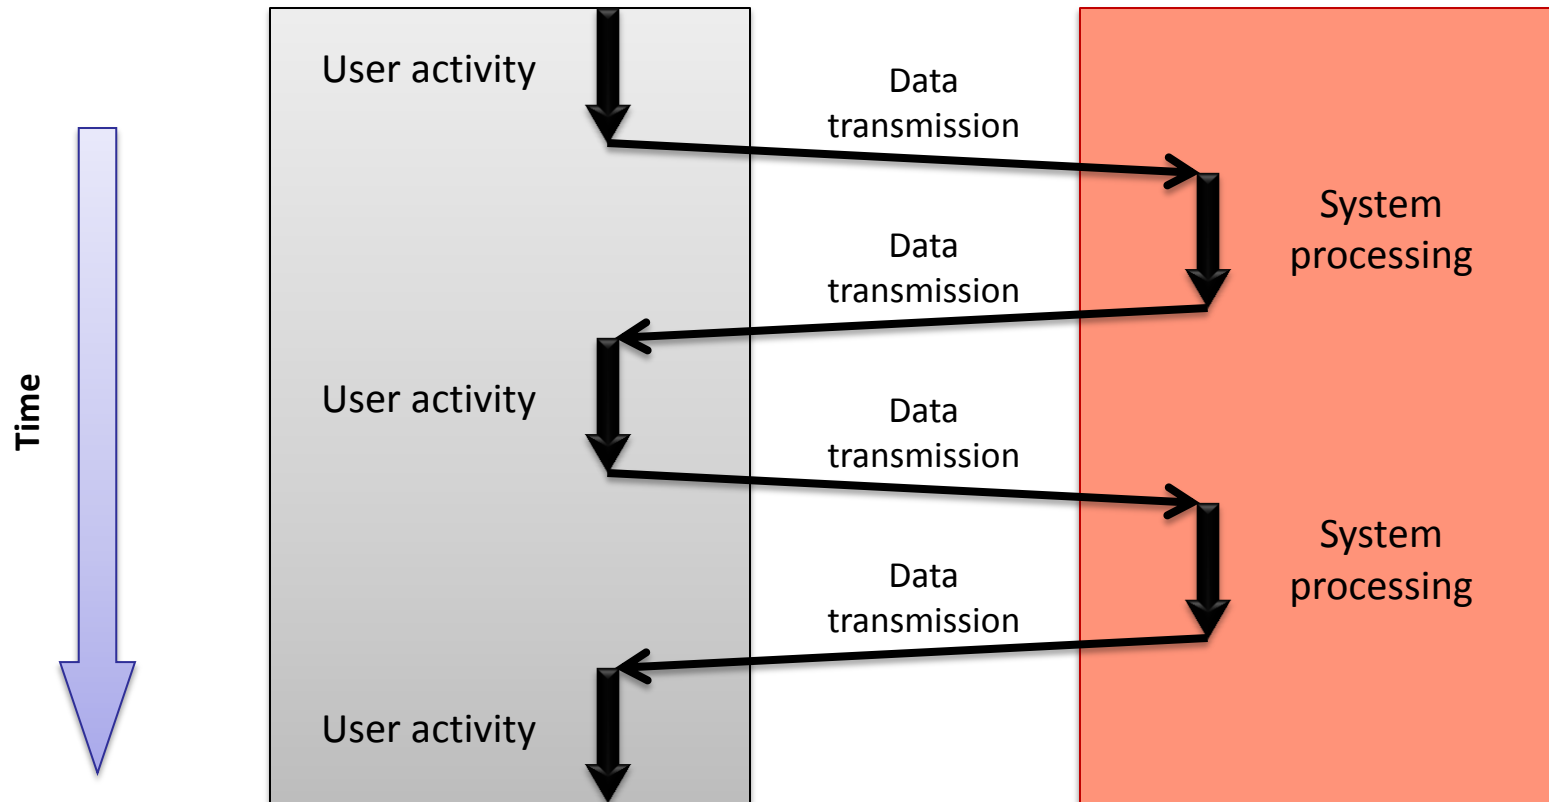 User activity
Data
transmission
System
processing
Data
transmission
Time
User activity
Data
transmission
System
processing
Data
transmission
User activity